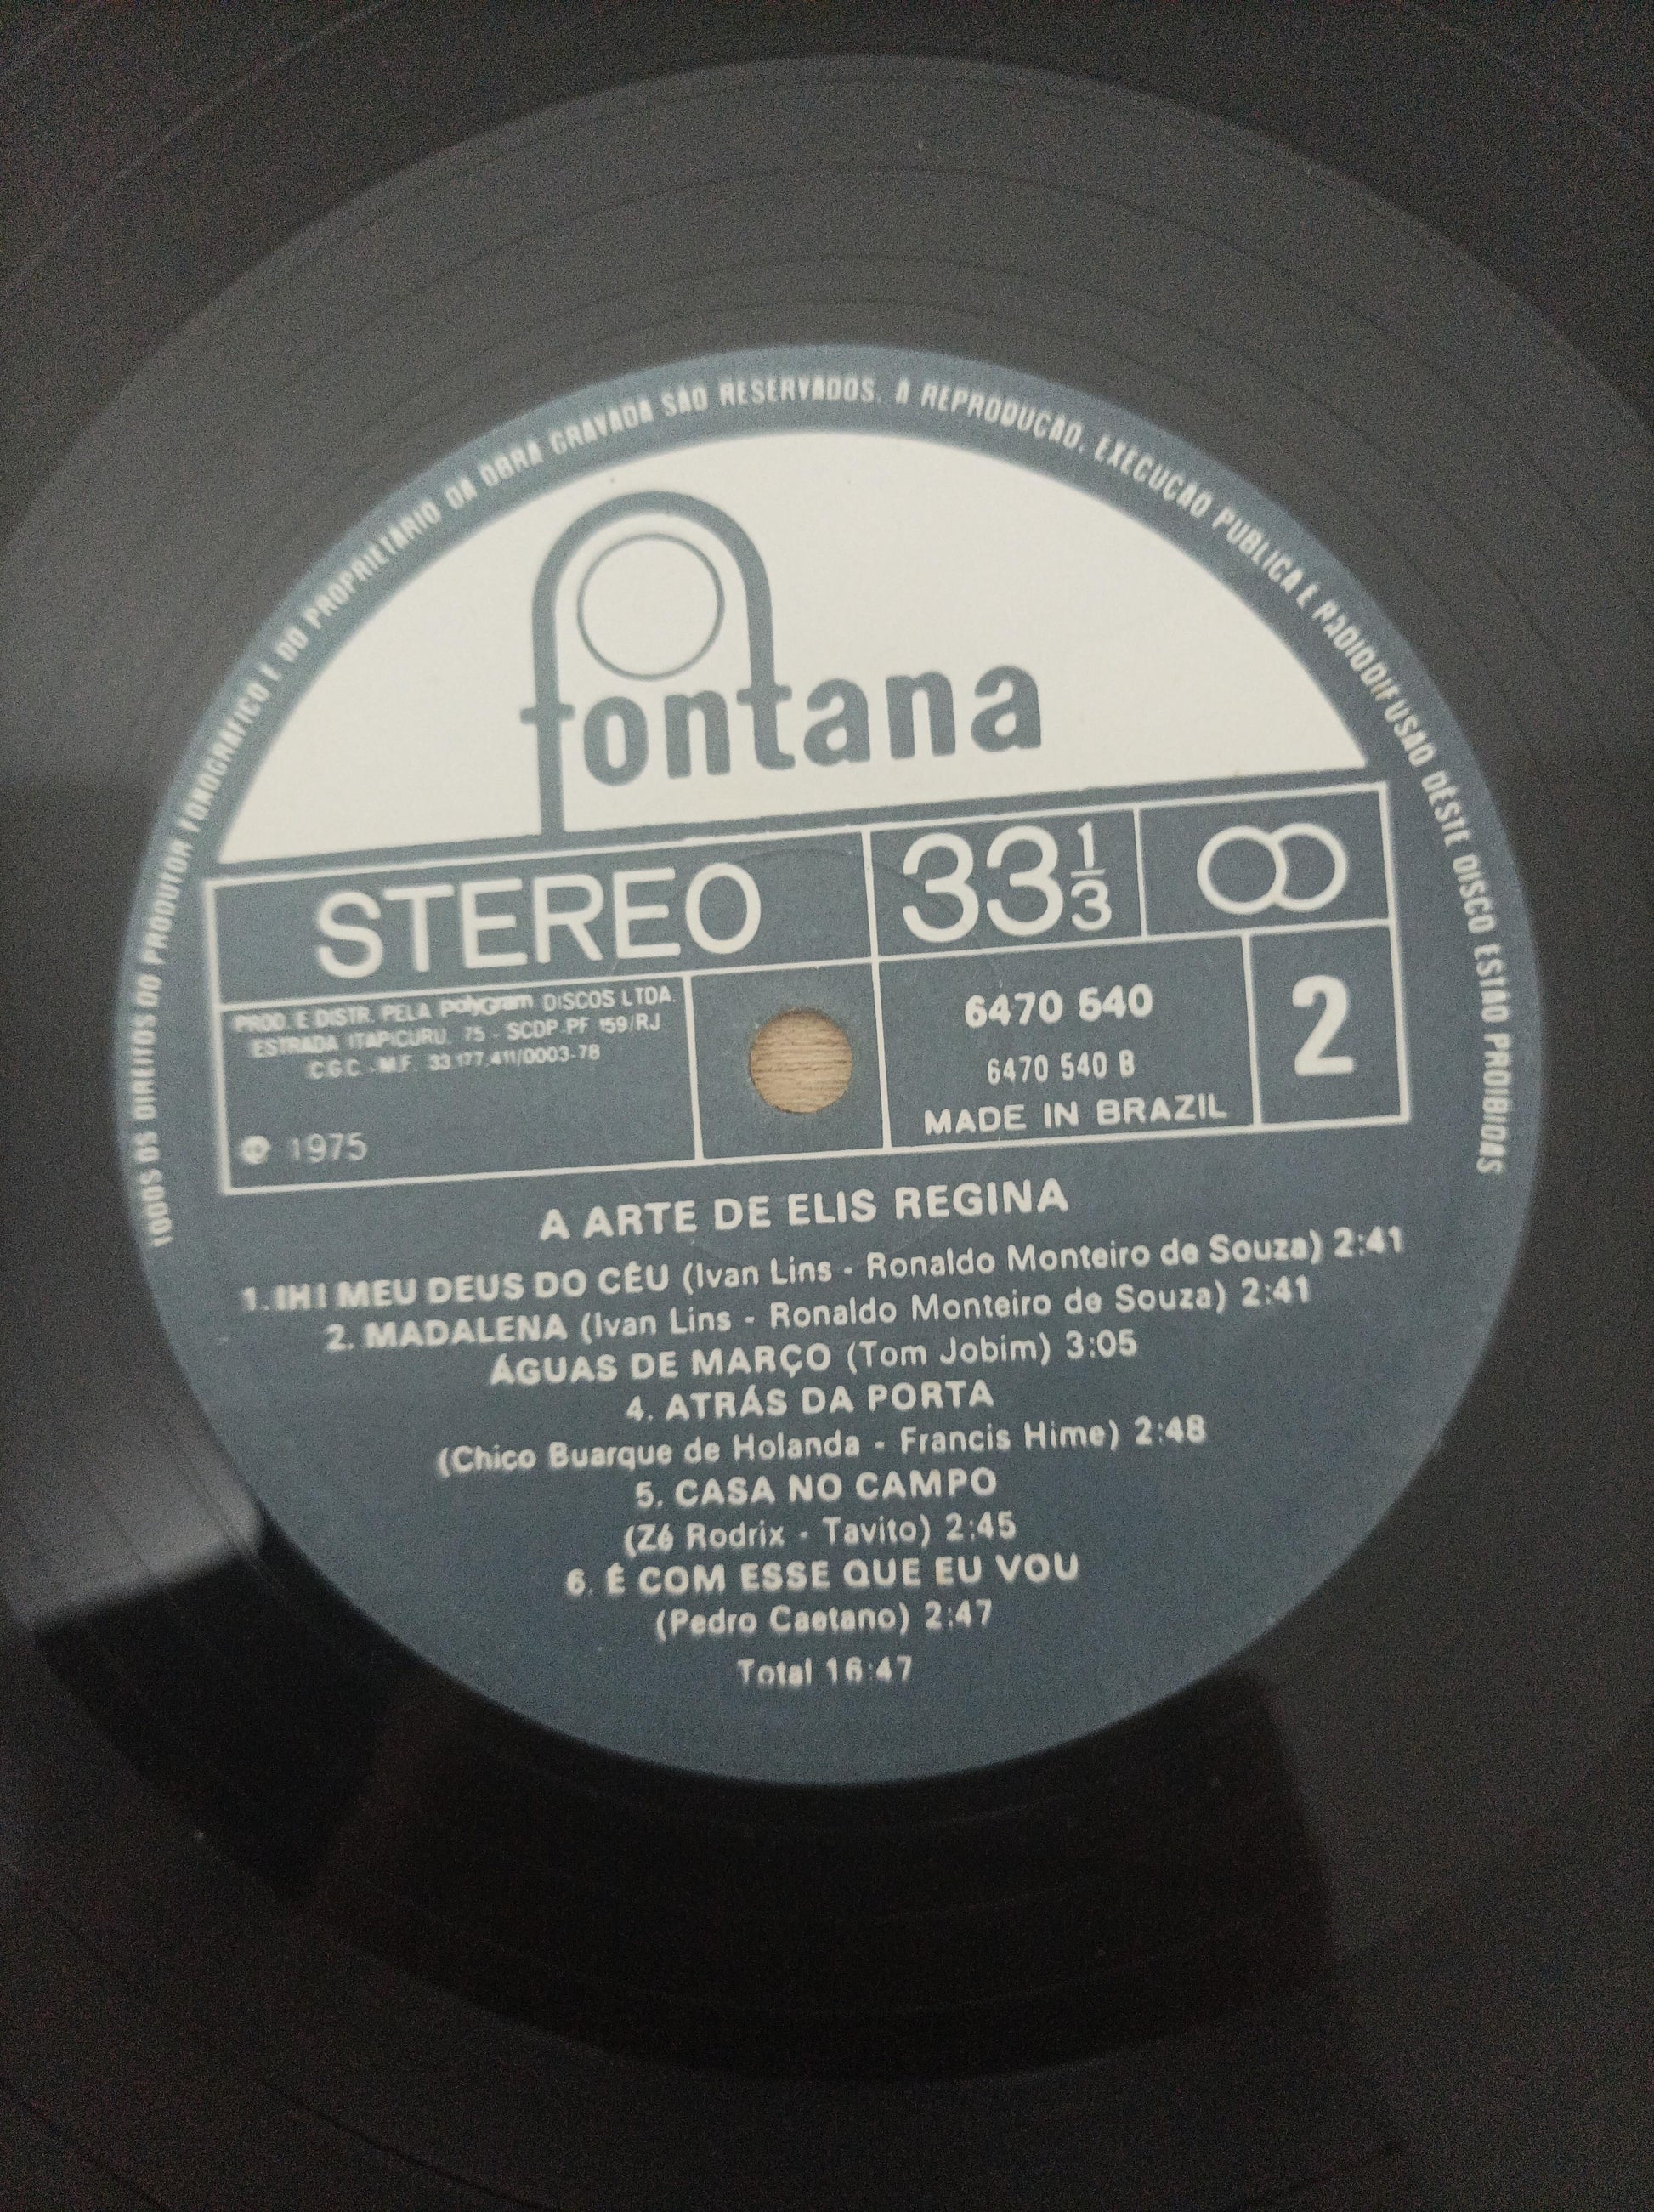 TODOS OS DIREITOS DO PRODUTOR FONOGRAFICO E DO PROPRIETARIO DA OBRA GRAVADA SÃO RESERVADOS. A REPRODUÇÃO, EXECUÇÃO PUBLICA E RADIODIFUSÃO DESTE DISCO ESTÃO PROIBIDAS
fontana
STEREO
33 1/3
PROD. E DISTR. PELA polygram DISCOS LTDA.
ESTRADA ITAPICURU, 75 - SCDP-PF 159/RJ
C.G.C. - M.F. 33.177.411/0003-78
℗ 1975
6470 540
6470 540 B
MADE IN BRAZIL
2
A ARTE DE ELIS REGINA
1. IH! MEU DEUS DO CÉU (Ivan Lins - Ronaldo Monteiro de Souza) 2:41
2. MADALENA (Ivan Lins - Ronaldo Monteiro de Souza) 2:41
ÁGUAS DE MARÇO (Tom Jobim) 3:05
4. ATRÁS DA PORTA
(Chico Buarque de Holanda - Francis Hime) 2:48
5. CASA NO CAMPO
(Zé Rodrix - Tavito) 2:45
6. É COM ESSE QUE EU VOU
(Pedro Caetano) 2:47
Total 16:47